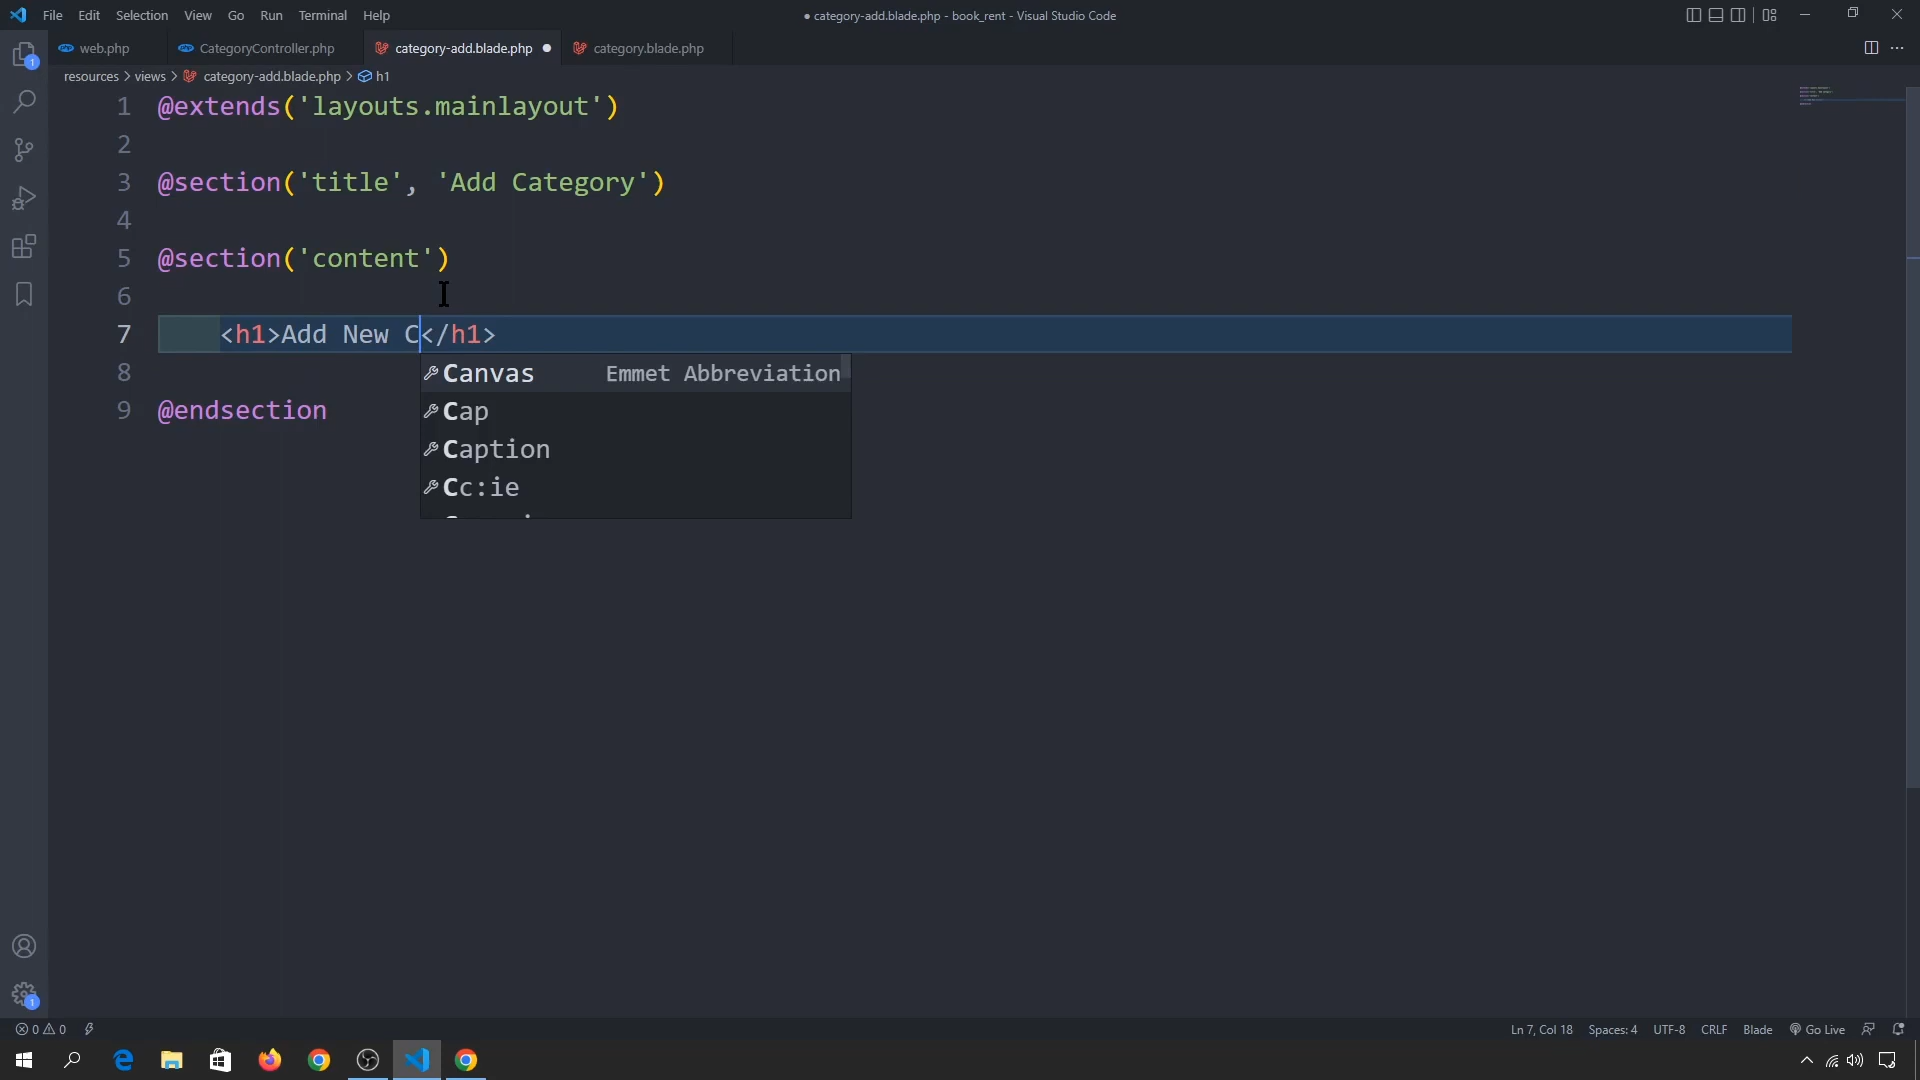 File Edit Selection View Go Run Terminal Help
● category-add.blade.php - book_rent - Visual Studio Code
web.php
CategoryController.php
category-add.blade.php ●
category.blade.php
resources > views > category-add.blade.php > h1
1 @extends('layouts.mainlayout')
2
3 @section('title', 'Add Category')
4
5 @section('content')
6
7 <h1>Add New C</h1>
Canvas Emmet Abbreviation
8
Cap
9 @endsection
Caption
Cc:ie
1
1
0 0
Ln 7, Col 18 Spaces: 4 UTF-8 CRLF Blade Go Live